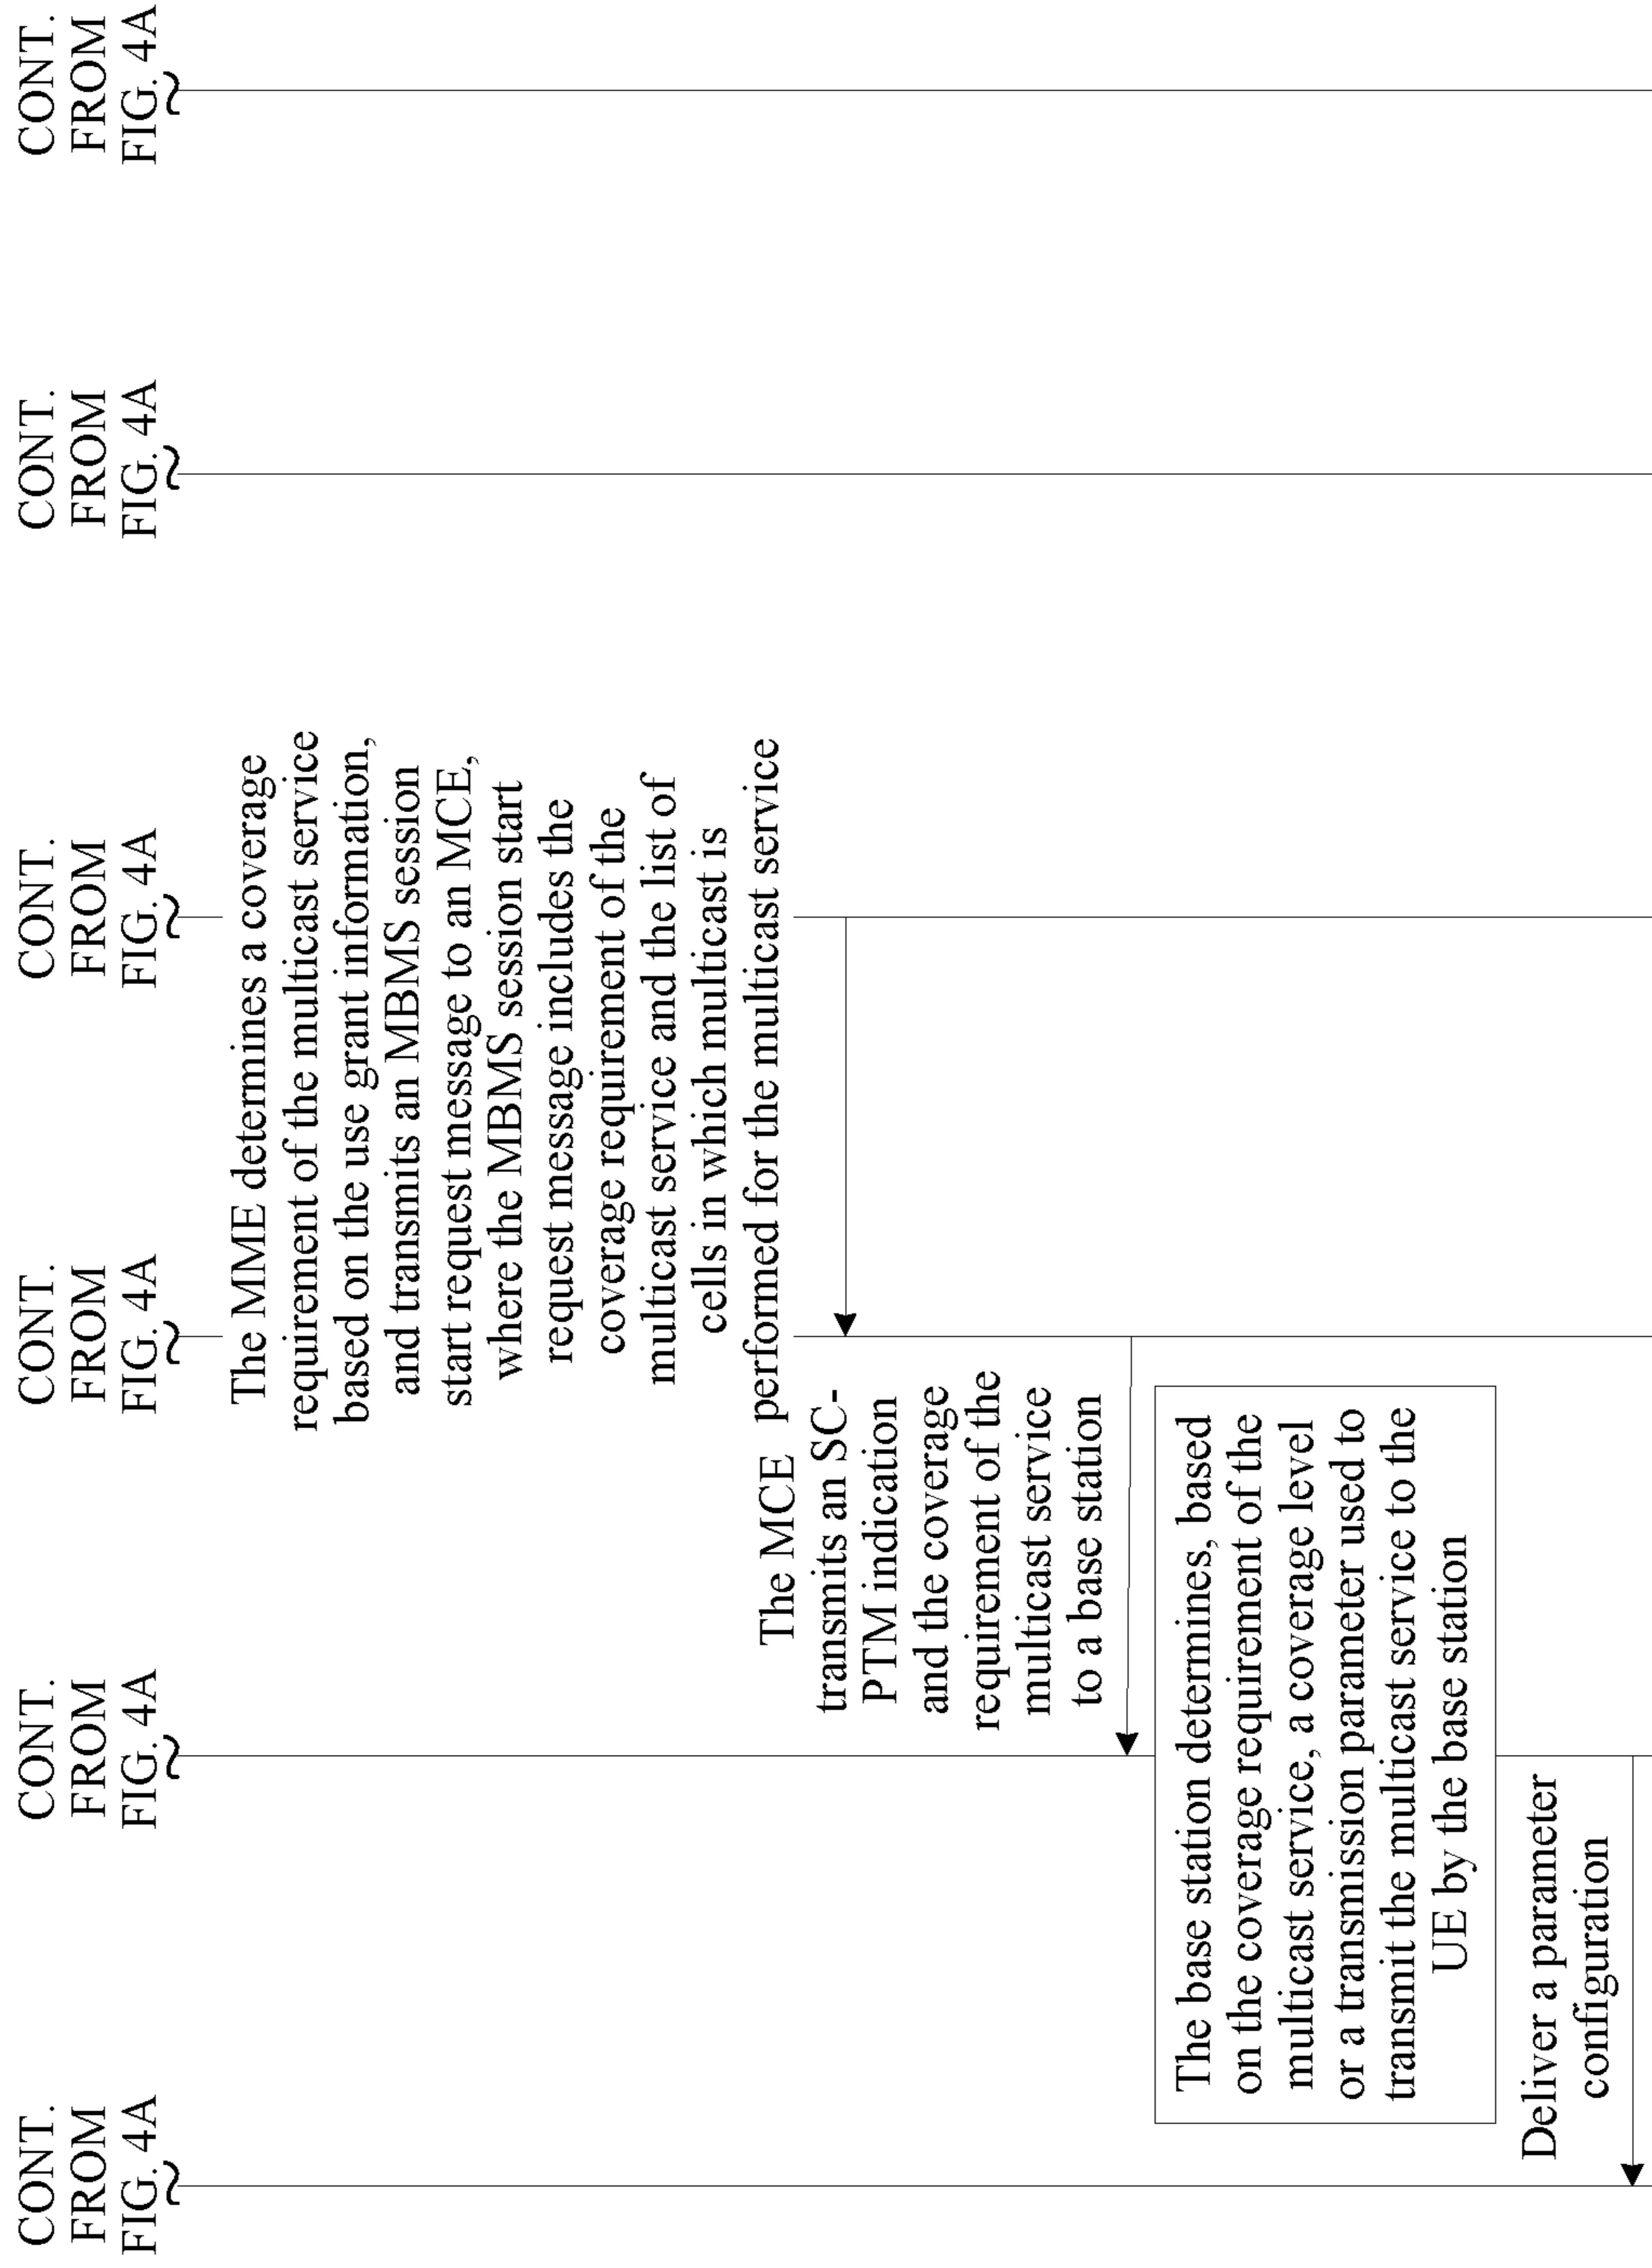 CONT.
FROM
FIG. 4A
CONT.
FROM
FIG. 4A
CONT.
FROM
FIG. 4A
CONT.
FROM
FIG. 4A
CONT.
FROM
FIG. 4A
CONT.
FROM
FIG. 4A
The MME determines a coverage
requirement of the multicast service
based on the use grant information,
and transmits an MBMS session
start request message to an MCE,
where the MBMS session start
request message includes the
coverage requirement of the
multicast service and the list of
cells in which multicast is
performed for the multicast service
The MCE
transmits an SC-
PTM indication
and the coverage
requirement of the
multicast service
to a base station
The base station determines, based
on the coverage requirement of the
multicast service, a coverage level
or a transmission parameter used to
transmit the multicast service to the
UE by the base station
Deliver a parameter
configuration